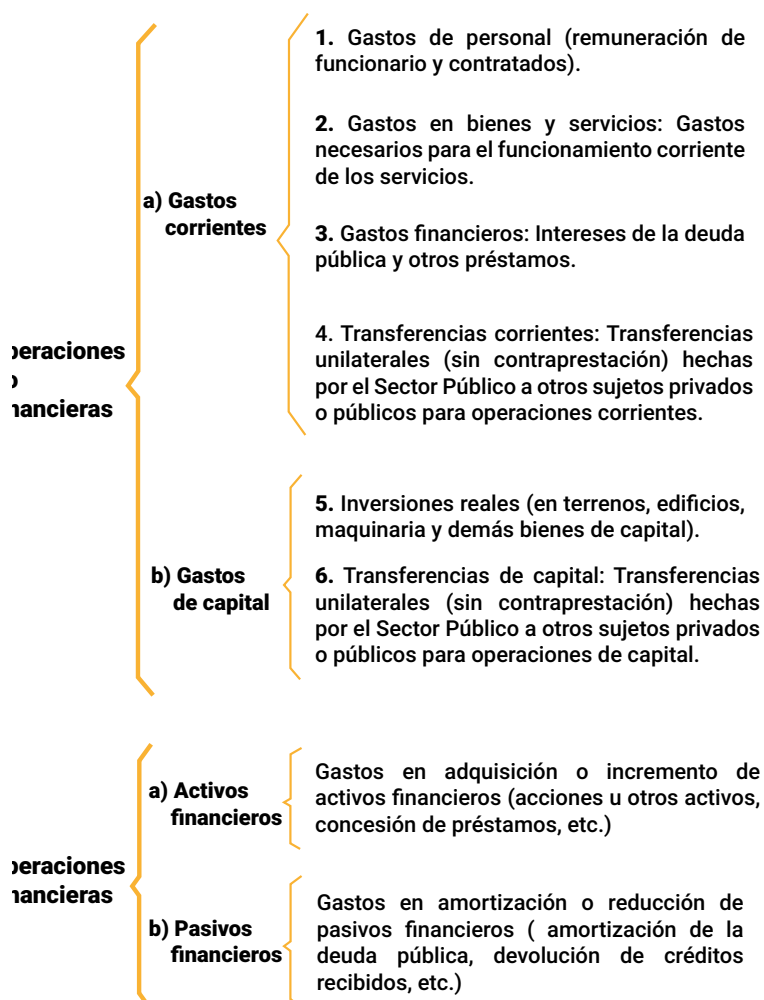 1. Gastos de personal (remuneración de
funcionario y contratados).
2. Gastos en bienes y servicios: Gastos
necesarios para el funcionamiento corriente
de los servicios.
a) Gastos
corrientes
3. Gastos financieros: Intereses de la deuda
pública y otros préstamos.
4. Transferencias corrientes: Transferencias
unilaterales (sin contraprestación) hechas
por el Sector Público a otros sujetos privados
o públicos para operaciones corrientes.
peraciones
o
nancieras
5. Inversiones reales (en terrenos, edificios,
maquinaria y demás bienes de capital).
b) Gastos
de capital
6. Transferencias de capital: Transferencias
unilaterales (sin contraprestación) hechas
por el Sector Público a otros sujetos privados
o públicos para operaciones de capital.
a) Activos
financieros
Gastos en adquisición o incremento de
activos financieros (acciones u otros activos,
concesión de préstamos, etc.)
peraciones
nancieras
b) Pasivos
financieros
Gastos en amortización o reducción de
pasivos financieros ( amortización de la
deuda pública, devolución de créditos
recibidos, etc.)